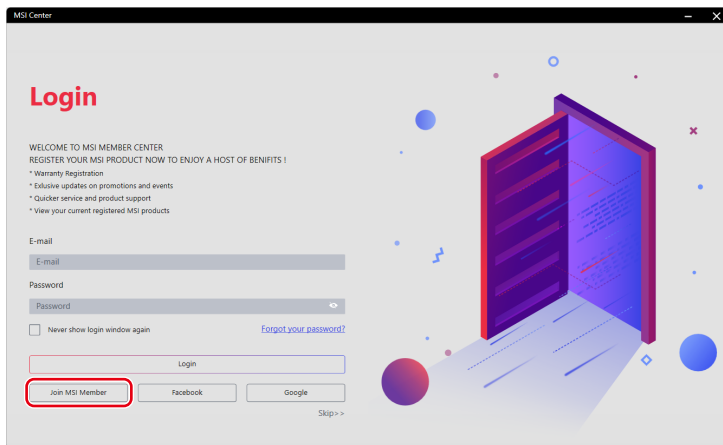 MSI Center
Login
WELCOME TO MSI MEMBER CENTER
REGISTER YOUR MSI PRODUCT NOW TO ENJOY A HOST OF BENIFITS !
* Warranty Registration
* Exlusive updates on promotions and events
* Quicker service and product support
* View your current registered MSI products
E-mail
E-mail
Password
Password
Never show login window again
Forgot your password?
Login
Join MSI Member
Facebook
Google
Skip>>